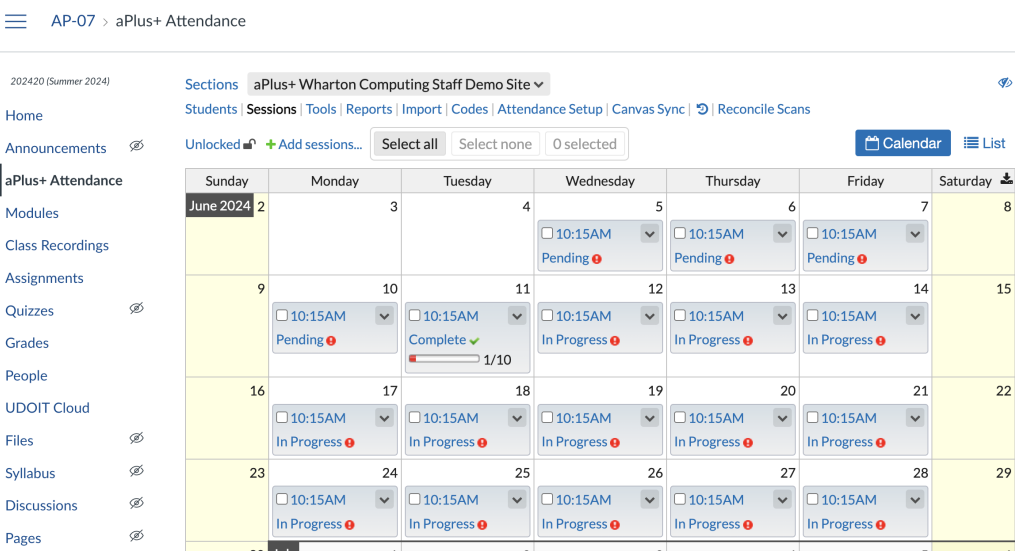 AP-07 > aPlus+ Attendance
202420 (Summer 2024)
Home
Announcements
aPlus+ Attendance
Modules
Class Recordings
Assignments
Quizzes
Grades
People
UDOIT Cloud
Files
Syllabus
Discussions
Pages
Sections aPlus+ Wharton Computing Staff Demo Site
Students | Sessions | Tools | Reports | Import | Codes | Attendance Setup | Canvas Sync | | Reconcile Scans
Unlocked + Add sessions... Select all Select none 0 selected Calendar List
Sunday Monday Tuesday Wednesday Thursday Friday Saturday
June 2024 2 3 4 5 6 7 8
10:15AM 10:15AM 10:15AM
Pending Pending Pending
9 10 11 12 13 14 15
10:15AM 10:15AM 10:15AM 10:15AM 10:15AM
Pending Complete In Progress In Progress In Progress
1/10
16 17 18 19 20 21 22
10:15AM 10:15AM 10:15AM 10:15AM 10:15AM
In Progress In Progress In Progress In Progress In Progress
23 24 25 26 27 28 29
10:15AM 10:15AM 10:15AM 10:15AM 10:15AM
In Progress In Progress In Progress In Progress In Progress